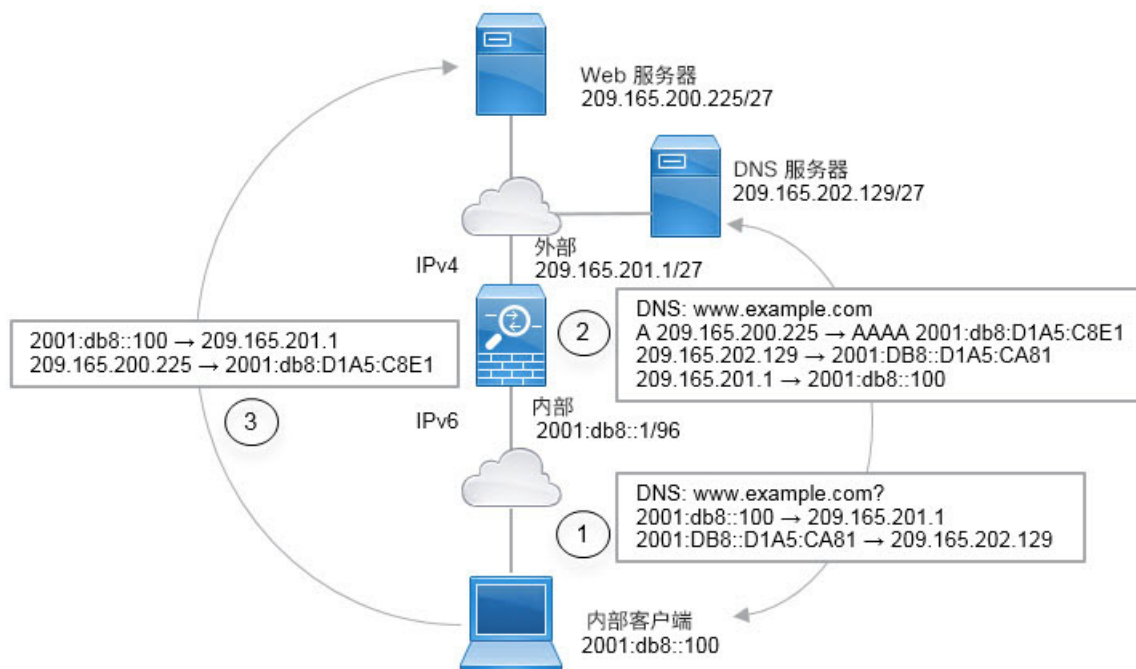 Web 服务器
209.165.200.225/27
DNS 服务器
209.165.202.129/27
外部
IPv4
209.165.201.1/27
2001:db8::100 → 209.165.201.1
209.165.200.225 → 2001:db8:D1A5:C8E1
3
2
DNS: www.example.com
A 209.165.200.225 → AAAA 2001:db8:D1A5:C8E1
209.165.202.129 → 2001:DB8::D1A5:CA81
209.165.201.1 → 2001:db8::100
IPv6
内部
2001:db8::1/96
1
DNS: www.example.com?
2001:db8::100 → 209.165.201.1
2001:DB8::D1A5:CA81 → 209.165.202.129
内部客户端
2001:db8::100